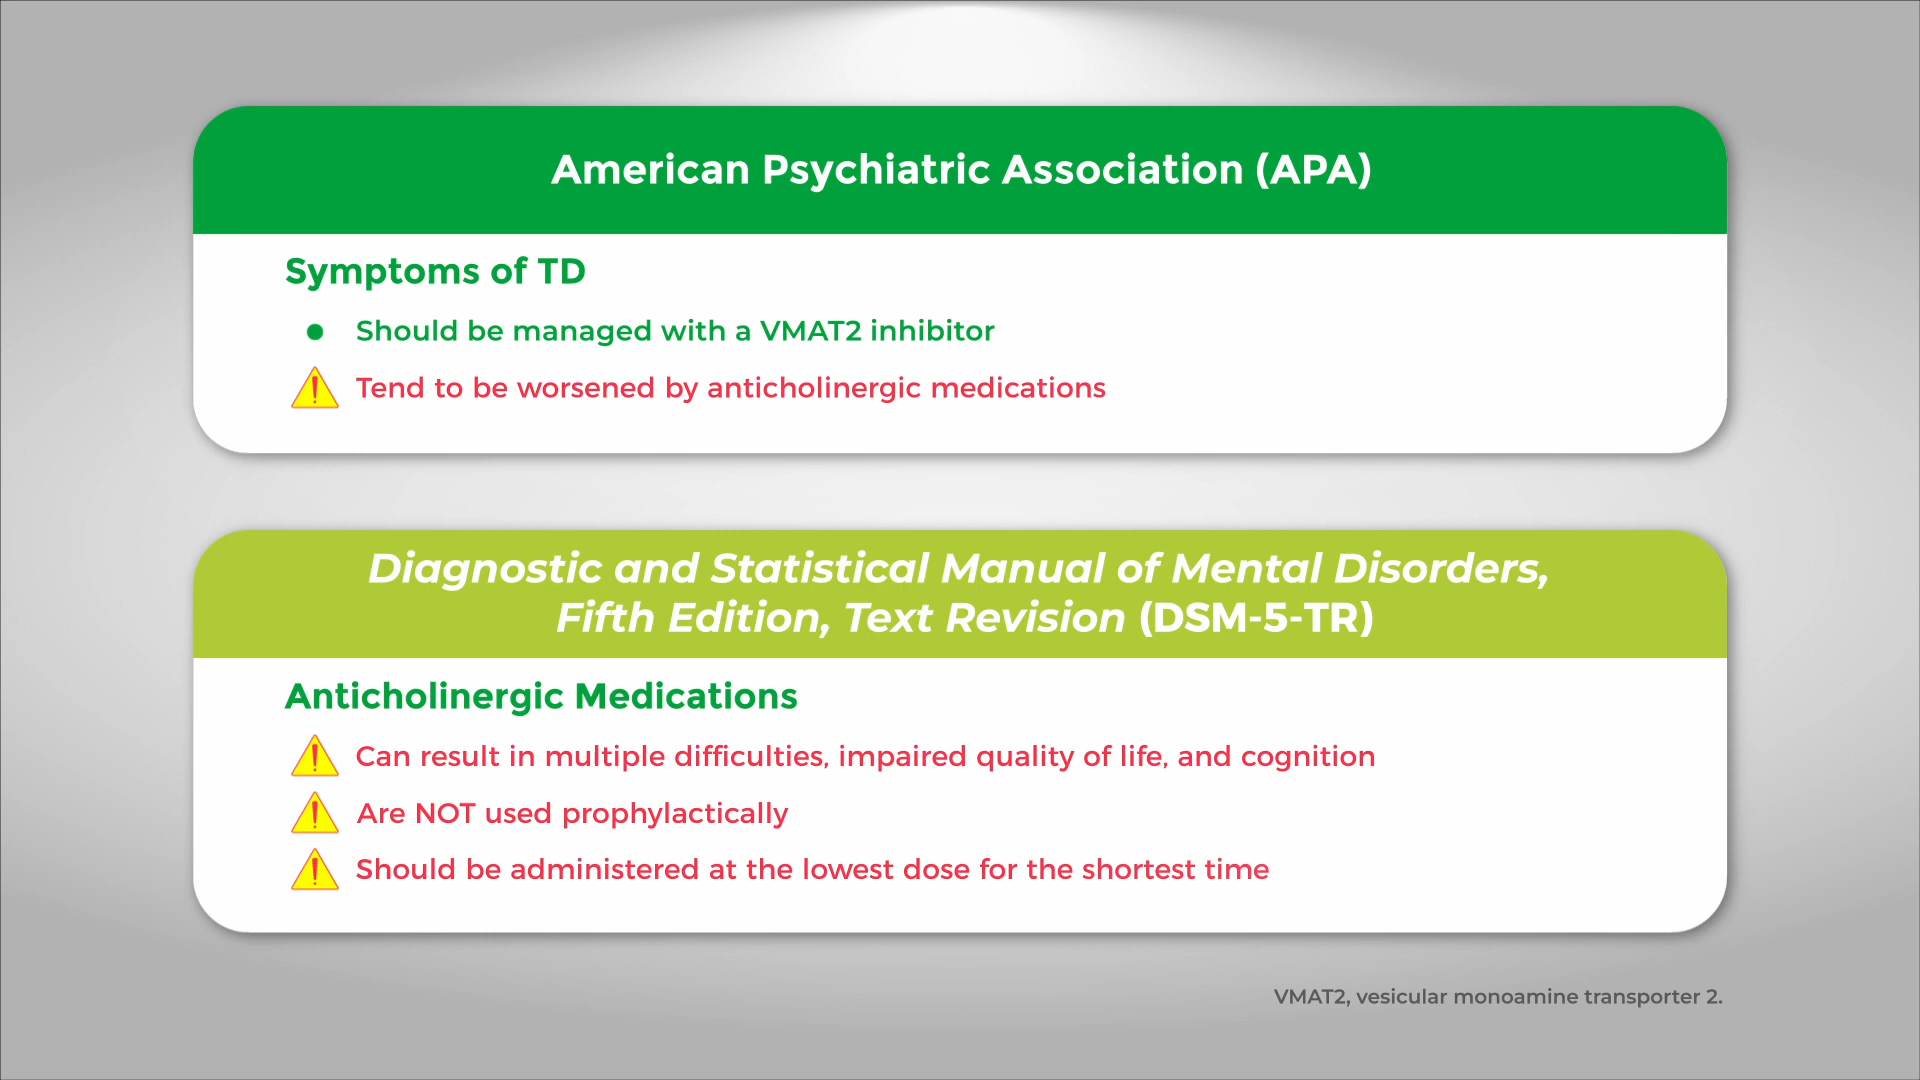 American Psychiatric Association (APA)
Symptoms of TD
Should be managed with a VMAT2 inhibitor
Tend to be worsened by anticholinergic medications
Diagnostic and Statistical Manual of Mental Disorders,
Fifth Edition, Text Revision (DSM-5-TR)
Anticholinergic Medications
Can result in multiple difficulties, impaired quality of life, and cognition
Are NOT used prophylactically
Should be administered at the lowest dose for the shortest time
VMAT2, vesicular monoamine transporter 2.